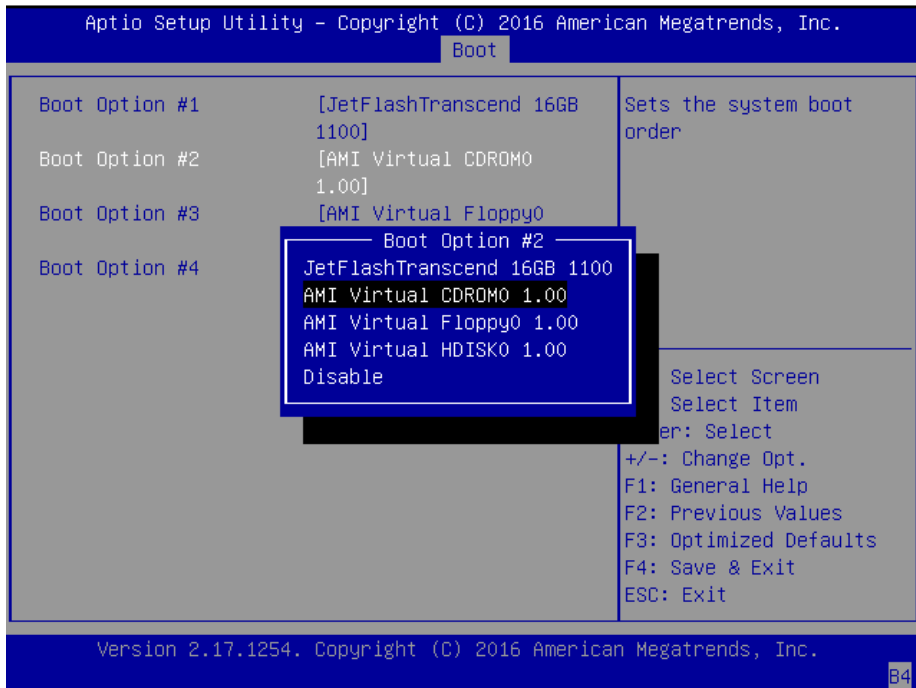 Aptio Setup Utility – Copyright (C) 2016 American Megatrends, Inc.
Boot
Boot Option #1 [JetFlashTranscend 16GB
1100]
Boot Option #2 [AMI Virtual CDROM0
1.00]
Boot Option #3 [AMI Virtual Floppy0
Boot Option #4
Boot Option #2
JetFlashTranscend 16GB 1100
AMI Virtual CDROM0 1.00
AMI Virtual Floppy0 1.00
AMI Virtual HDISK0 1.00
Disable
Sets the system boot
order
Select Screen
Select Item
er: Select
+/-: Change Opt.
F1: General Help
F2: Previous Values
F3: Optimized Defaults
F4: Save & Exit
ESC: Exit
Version 2.17.1254. Copyright (C) 2016 American Megatrends, Inc.
B4